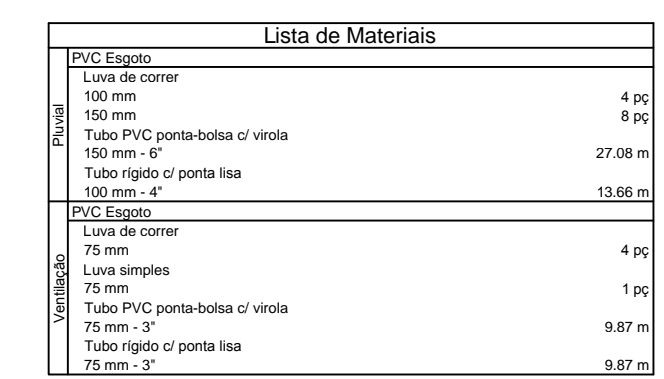 Lista de Materiais
Pluvial
PVC Esgoto
Luva de correr
100 mm 4 pç
150 mm 8 pç
Tubo PVC ponta-bolsa c/ virola
150 mm - 6" 27.08 m
Tubo rígido c/ ponta lisa
100 mm - 4" 13.66 m
Ventilação
PVC Esgoto
Luva de correr
75 mm 4 pç
Luva simples
75 mm 1 pç
Tubo PVC ponta-bolsa c/ virola
75 mm - 3" 9.87 m
Tubo rígido c/ ponta lisa
75 mm - 3" 9.87 m